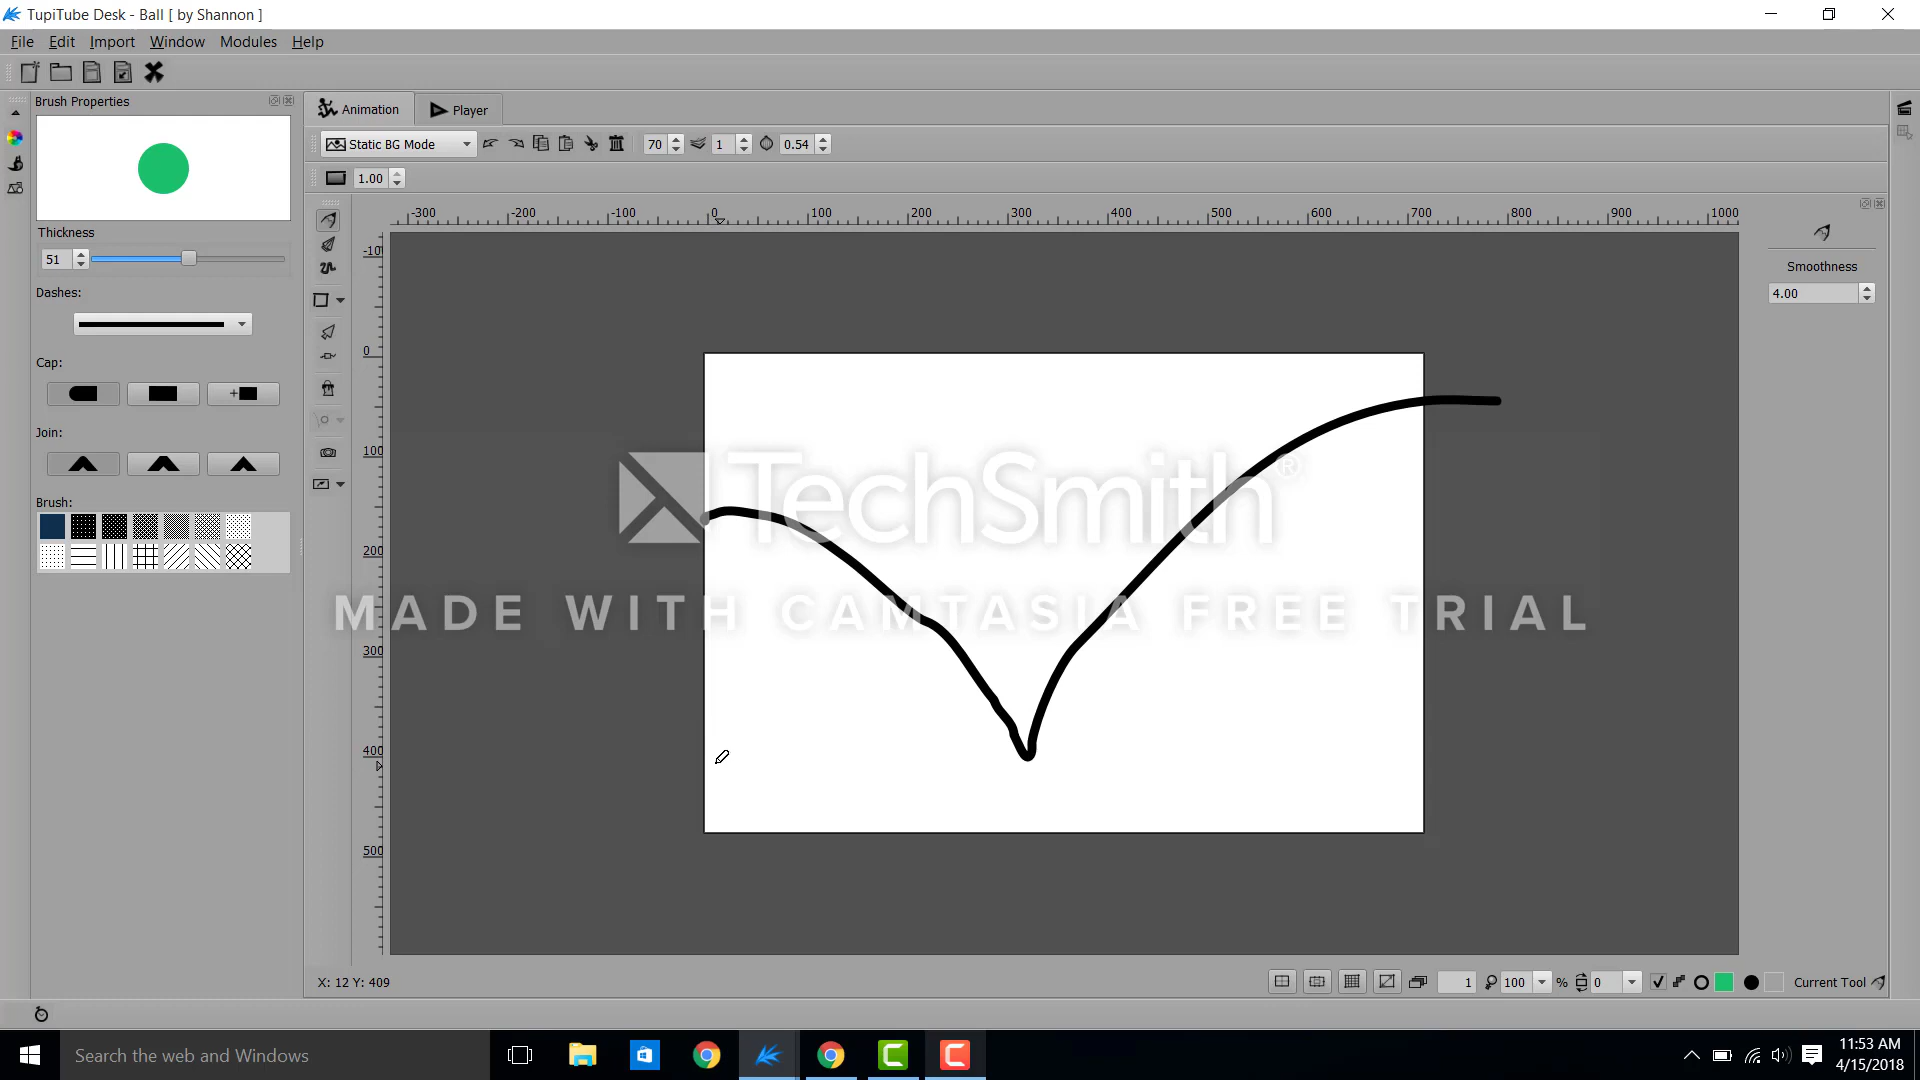 TupiTube Desk - Ball [ by Shannon ]
File Edit Import Window Modules Help
Brush Properties
Animation Player
Static BG Mode 70 1 0.54
1.00
-300 -200 -100 0 100 200 300 400 500 600 700 800 900 1000
-100
0
100
200
300
400
500
Thickness
51
Dashes:
Cap:
Join:
Brush:
Smoothness
4.00
TechSmith®
MADE WITH CAMTASIA FREE TRIAL
X: 12 Y: 409 1 100 % 0 Current Tool
Search the web and Windows
11:53 AM
4/15/2018